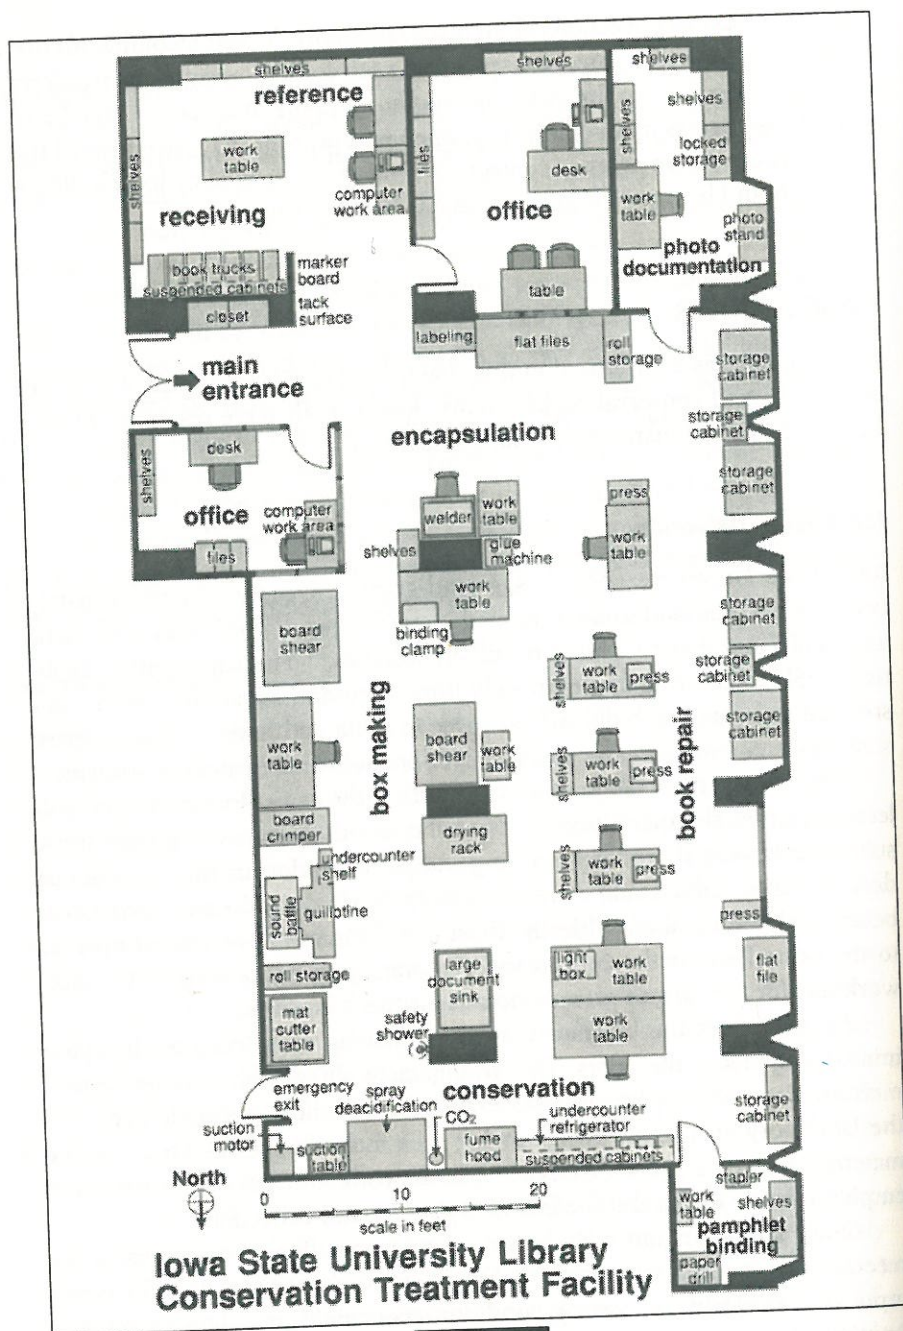 shelves
reference
work
table
shelves
computer
work area
receiving
book trucks
suspended cabinets
marker
board
closet
tack
surface
shelves
files
desk
office
table
shelves
shelves
shelves
locked
storage
work
table
photo
stand
photo
documentation
labeling
flat files
roll
storage
main
entrance
encapsulation
storage
cabinet
storage
cabinet
storage
cabinet
desk
shelves
office
computer
work area
files
welder
work
table
shelves
glue
machine
work
table
binding
clamp
press
work
table
board
shear
storage
cabinet
storage
cabinet
storage
cabinet
shelves
work
table
press
box making
work
table
board
shear
work
table
shelves
work
table
press
book repair
board
crimper
drying
rack
undercounter
shelf
sound
baffle
guillotine
shelves
work
table
press
press
roll storage
large
document
sink
light
box
work
table
flat
file
mat
cutter
table
safety
shower
work
table
conservation
emergency
exit
spray
deacidification
CO2
undercounter
refrigerator
storage
cabinet
suction
motor
suction
table
fume
hood
suspended cabinets
stapler
work
table
shelves
pamphlet
binding
paper
drill
North
0 10 20
scale in feet
Iowa State University Library
Conservation Treatment Facility